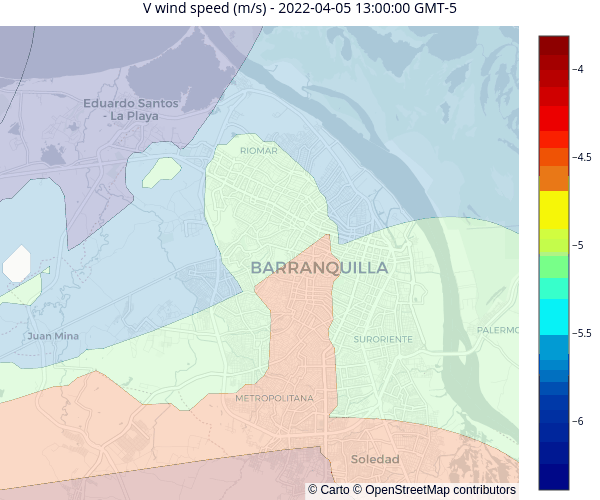 V wind speed (m/s) - 2022-04-05 13:00:00 GMT-5
−4
Eduardo Santos
- La Playa
RIOMAR
−4.5
−5
BARRANQUILLA
Juan Mina
SURORIENTE
PALERMO
−5.5
METROPOLITANA
−6
Soledad
© Carto © OpenStreetMap contributors